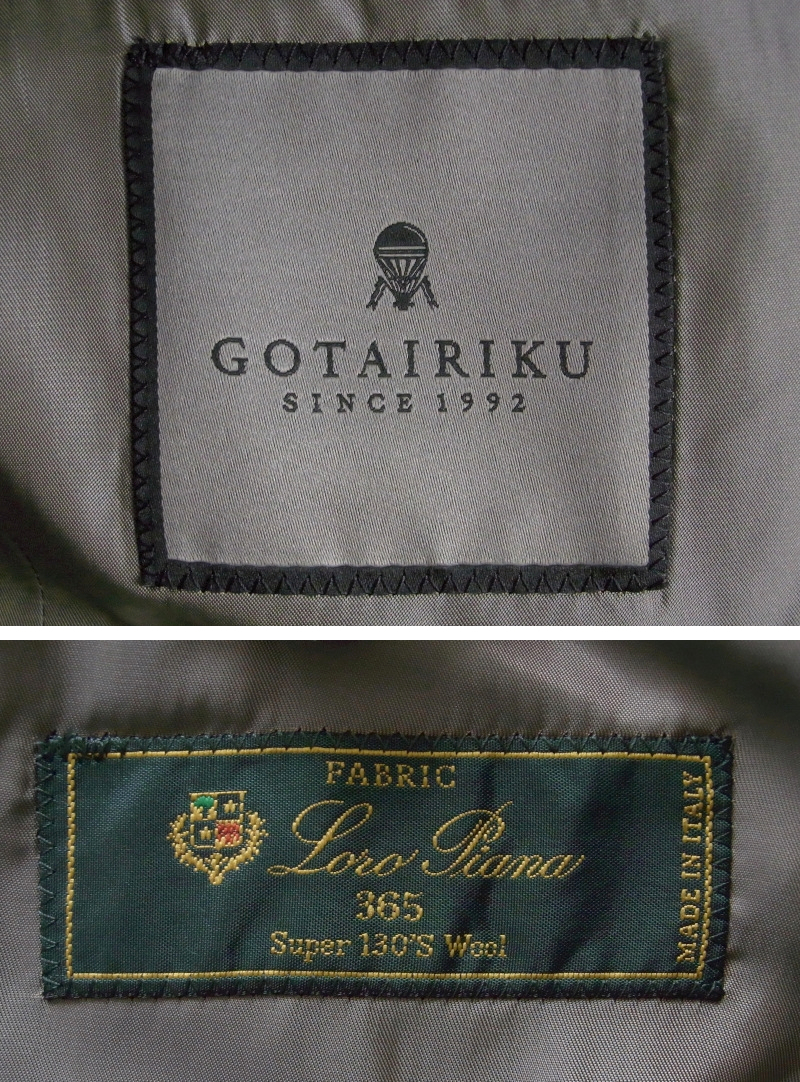 GOTAIRIKU
SINCE 1992
FABRIC
Loro Piana
365
Super 130'S Wool
MADE IN ITALY